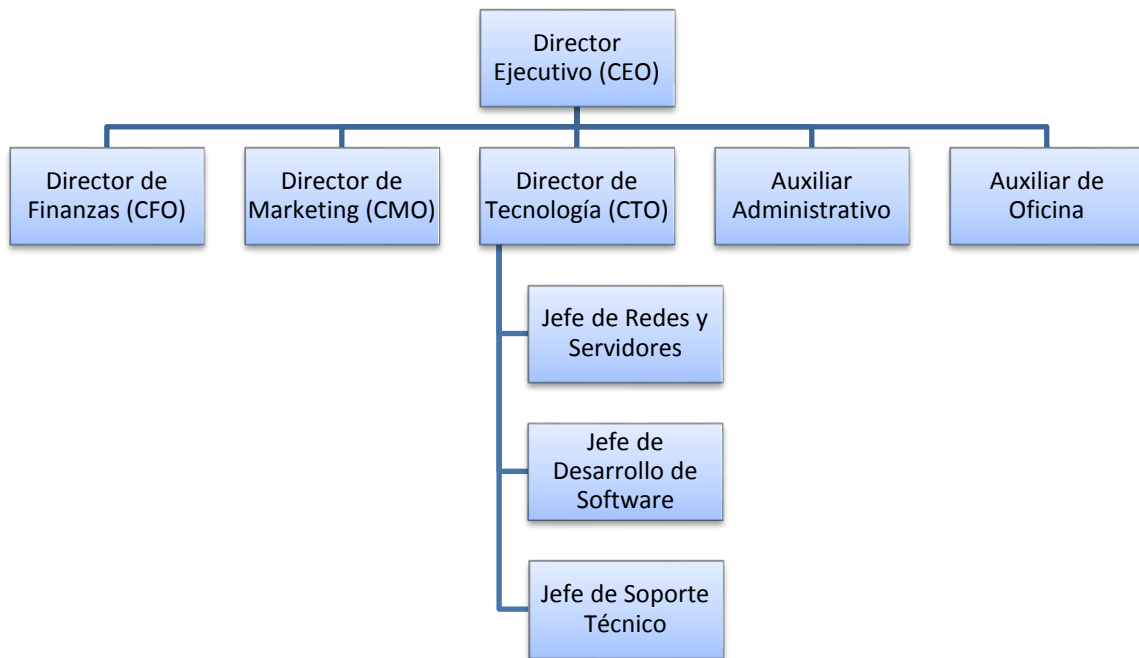 Director
Ejecutivo (CEO)
Director de
Finanzas (CFO)
Director de
Marketing (CMO)
Director de
Tecnología (CTO)
Auxiliar
Administrativo
Auxiliar de
Oficina
Jefe de Redes y
Servidores
Jefe de
Desarrollo de
Software
Jefe de Soporte
Técnico